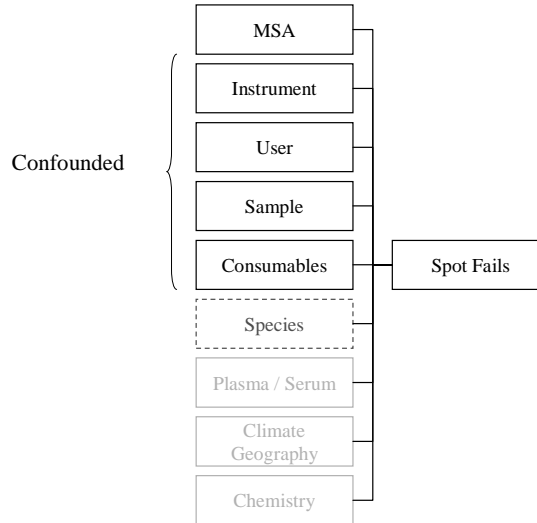 MSA
Instrument
User
Confounded
Sample
Consumables
Spot Fails
Species
Plasma / Serum
Climate
Geography
Chemistry